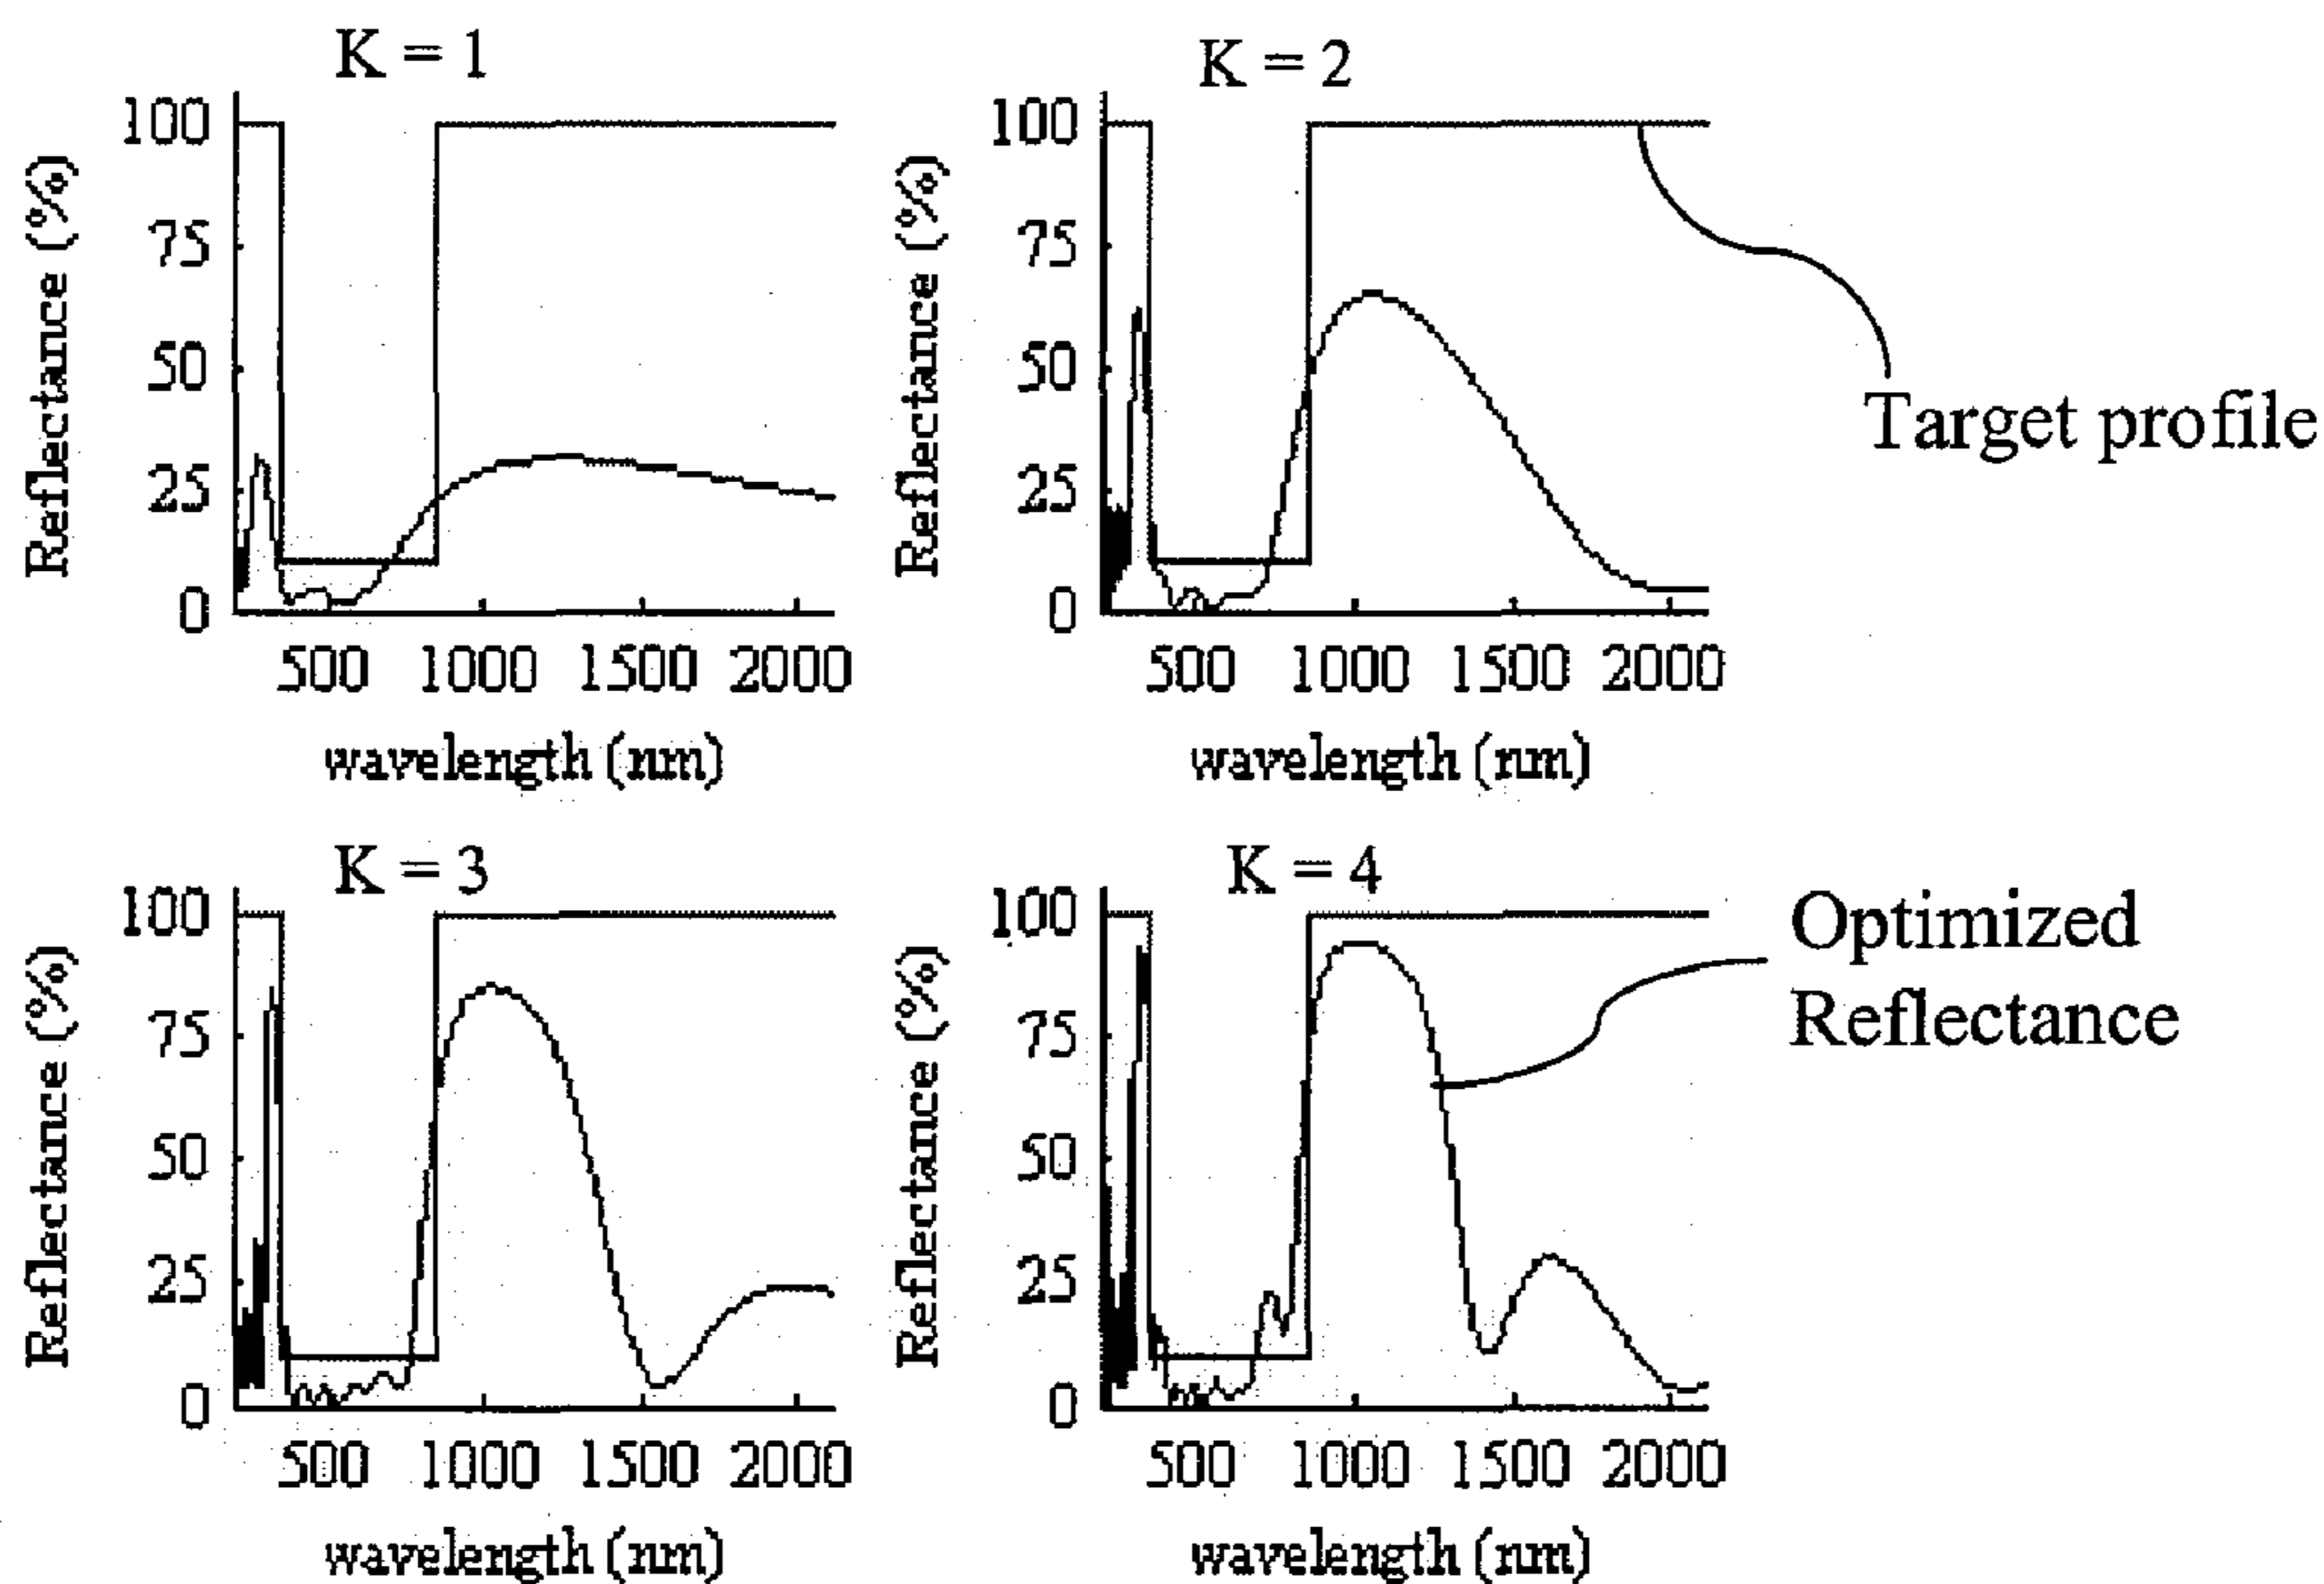 K = 1
100
75
50
25
0
Reflectance (%)
500 1000 1500 2000
wavelength (nm)
K = 2
100
75
50
25
0
Reflectance (%)
500 1000 1500 2000
wavelength (nm)
Target profile
K = 3
100
75
50
25
0
Reflectance (%)
500 1000 1500 2000
wavelength (nm)
K = 4
100
75
50
25
0
Reflectance (%)
500 1000 1500 2000
wavelength (nm)
Optimized
Reflectance